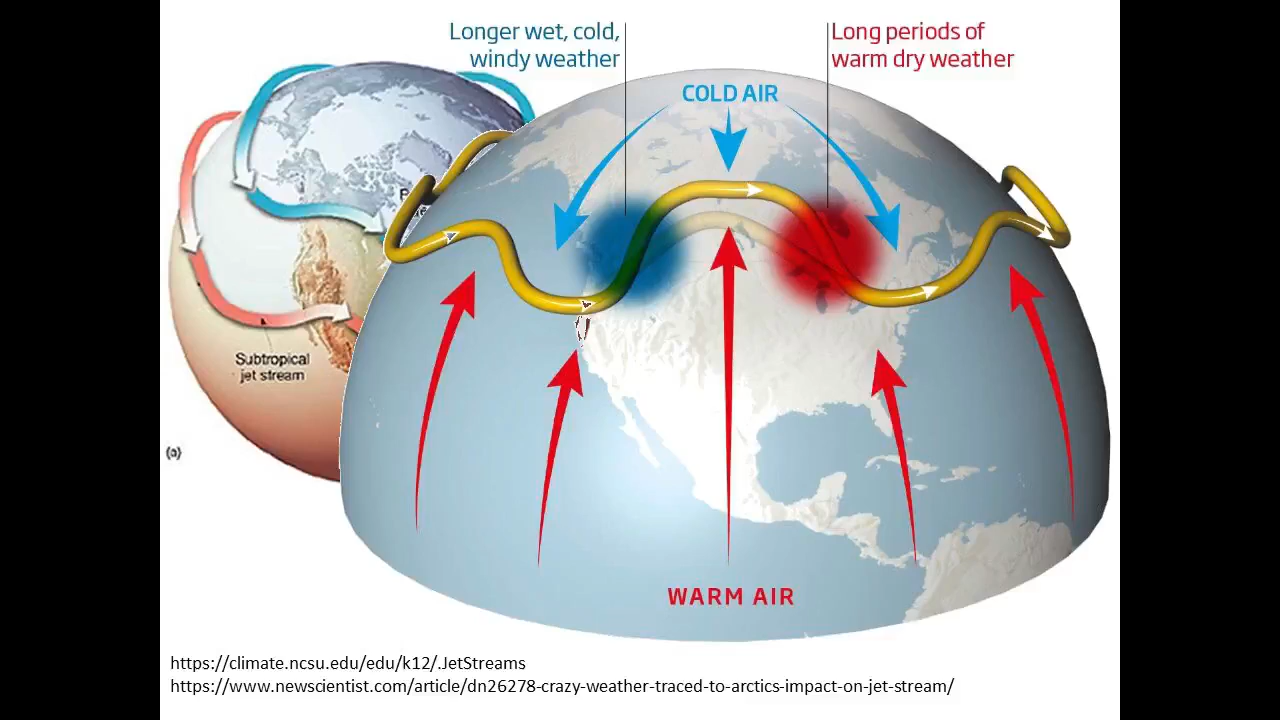 Longer wet, cold,
windy weather
Long periods of
warm dry weather
COLD AIR
Subtropical
jet stream
(a)
WARM AIR
https://climate.ncsu.edu/edu/k12/.JetStreams
https://www.newscientist.com/article/dn26278-crazy-weather-traced-to-arctics-impact-on-jet-stream/